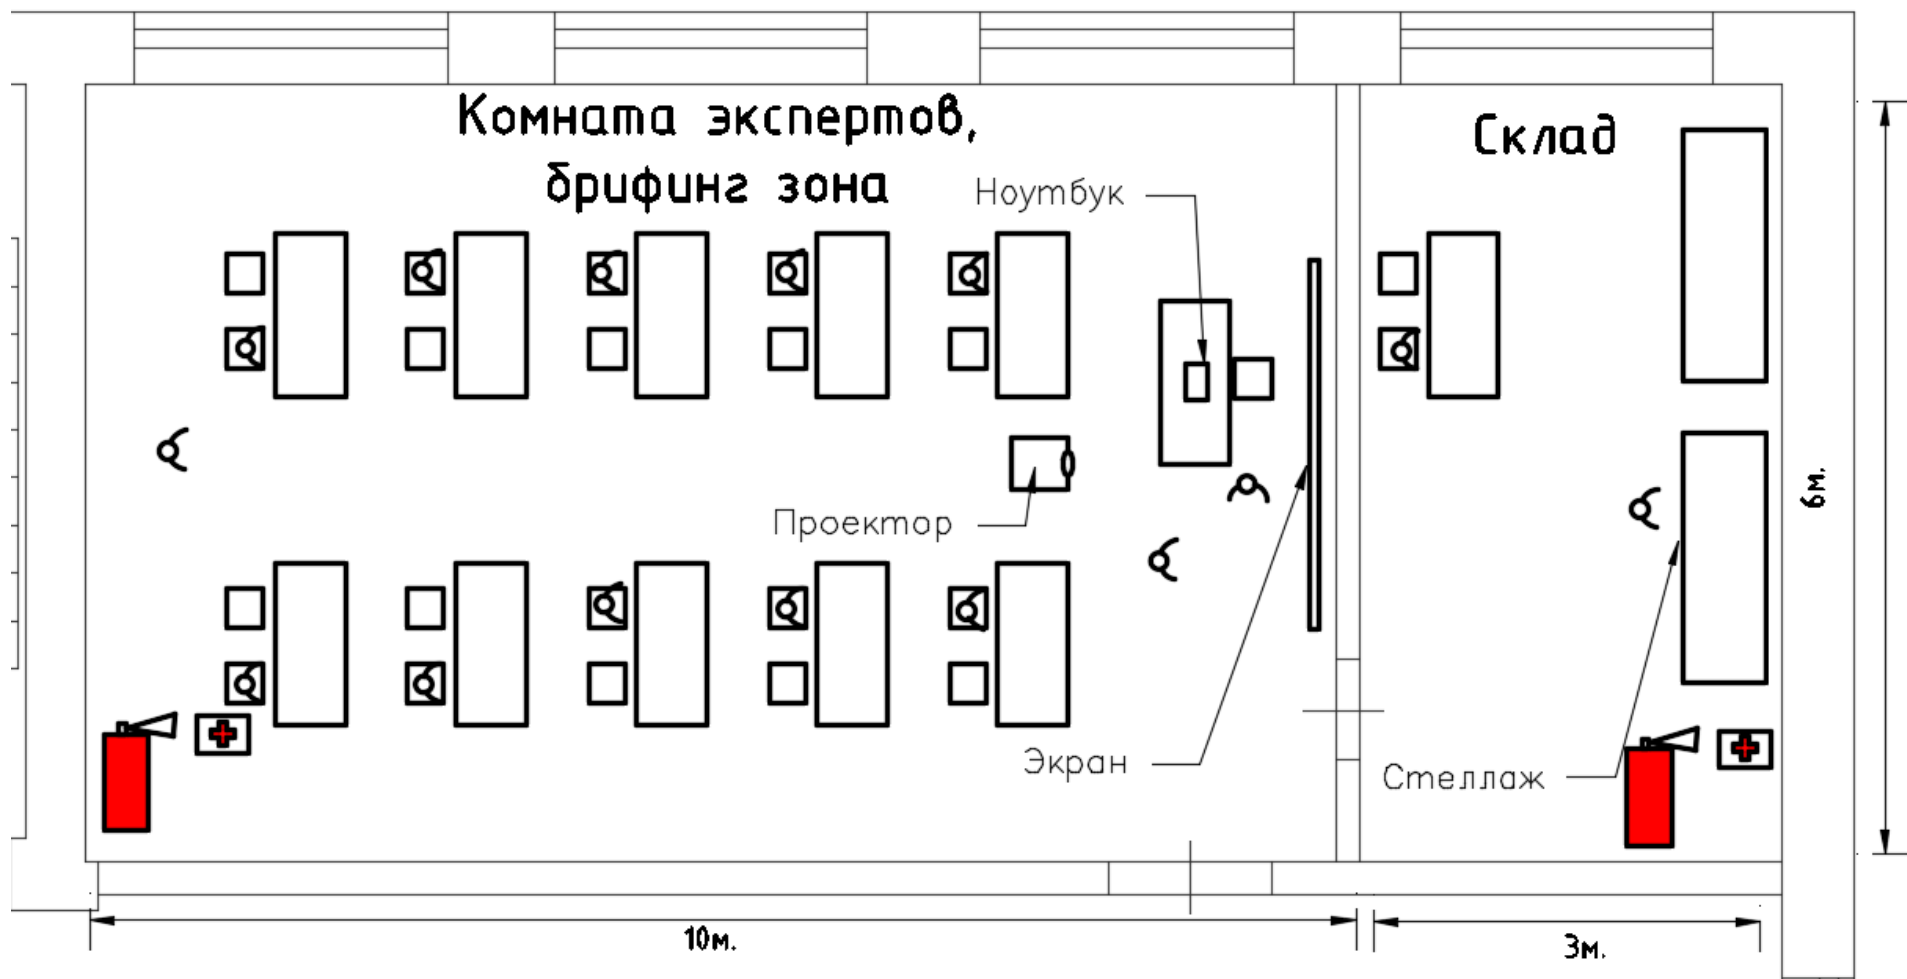 Комната экспертов,
брифинг зона
Склад
Ноутбук
Проектор
6м.
Экран
Стеллаж
10м.
3м.